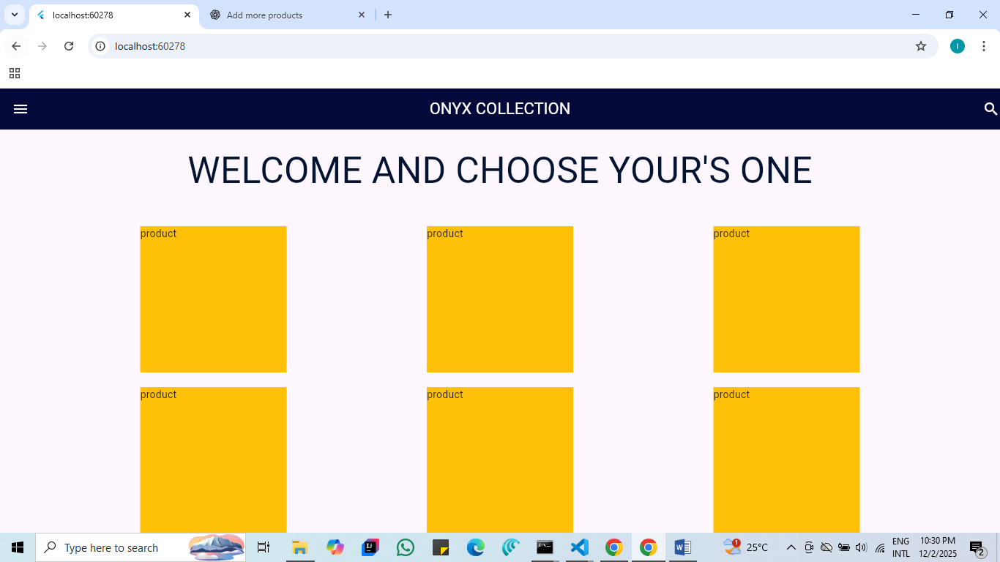 localhost:60278
Add more products
localhost:60278
I
ONYX COLLECTION
WELCOME AND CHOOSE YOUR'S ONE
product product product
product product product
Type here to search
1
25°C
ENG
INTL
10:30 PM
12/2/2025
2